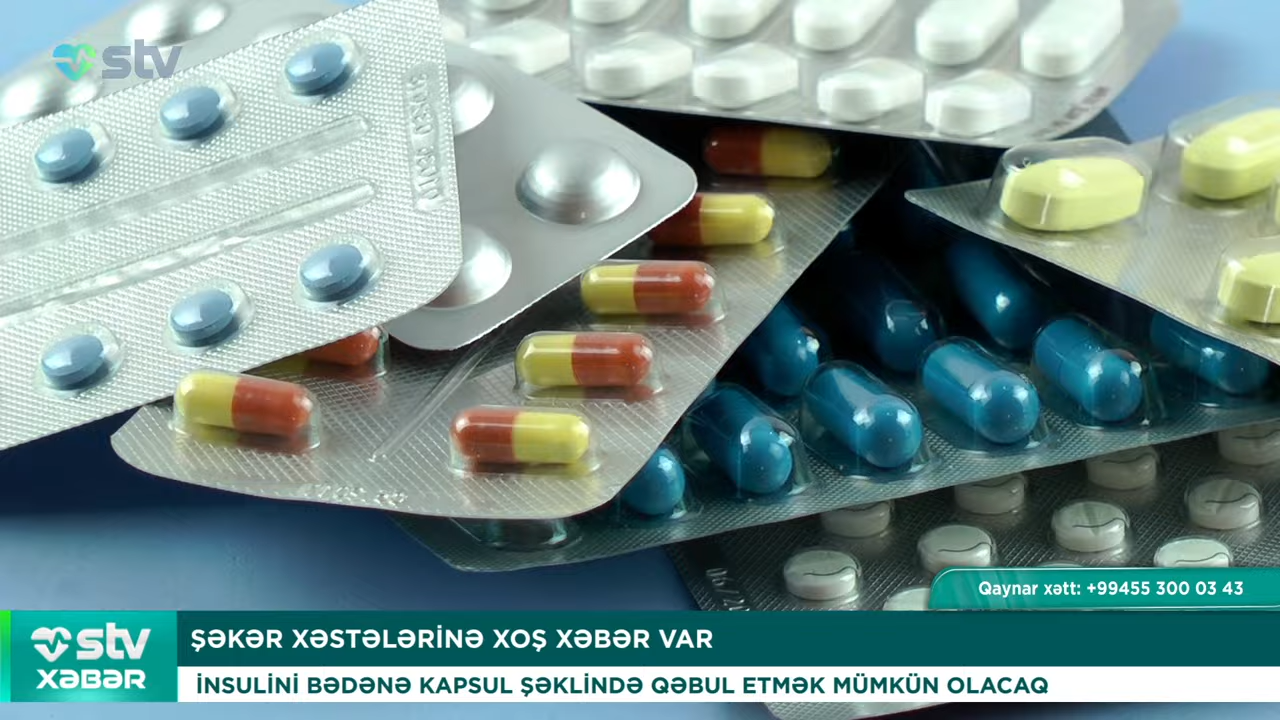 stv
Qaynar xətt: +99455 300 03 43
stv
XƏBƏR
ŞƏKƏR XƏSTƏLƏRİNƏ XOŞ XƏBƏR VAR
İNSULİNİ BƏDƏNƏ KAPSUL ŞƏKLİNDƏ QƏBUL ETMƏK MÜMKÜN OLACAQ